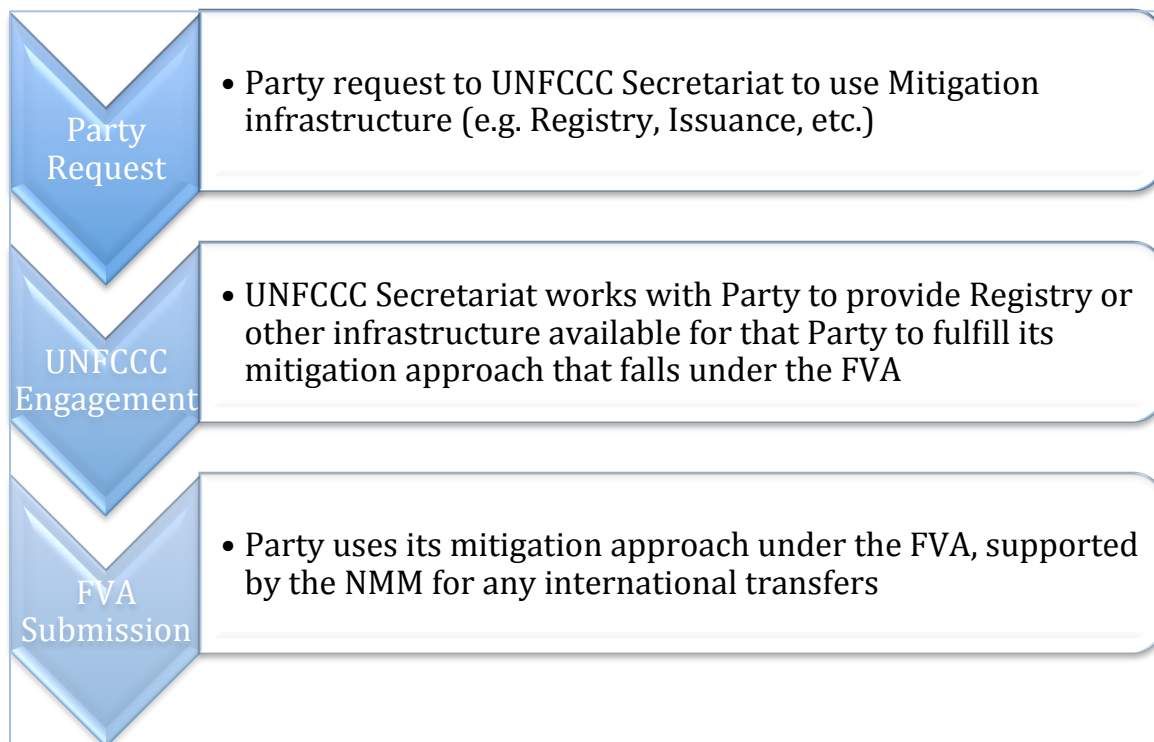 Party
Request
• Party request to UNFCCC Secretariat to use Mitigation
infrastructure (e.g. Registry, Issuance, etc.)
UNFCCC
Engagement
• UNFCCC Secretariat works with Party to provide Registry or
other infrastructure available for that Party to fulfill its
mitigation approach that falls under the FVA
FVA
Submission
• Party uses its mitigation approach under the FVA, supported
by the NMM for any international transfers